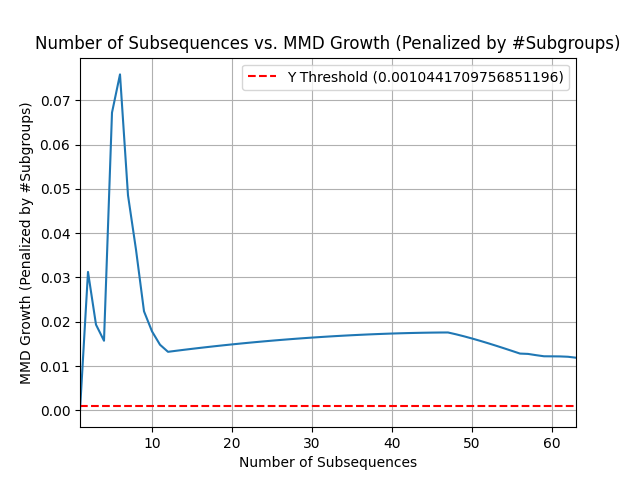 Number of Subsequences vs. MMD Growth (Penalized by #Subgroups)
Y Threshold (0.0010441709756851196)
MMD Growth (Penalized by #Subgroups)
0.07
0.06
0.05
0.04
0.03
0.02
0.01
0.00
10 20 30 40 50 60
Number of Subsequences